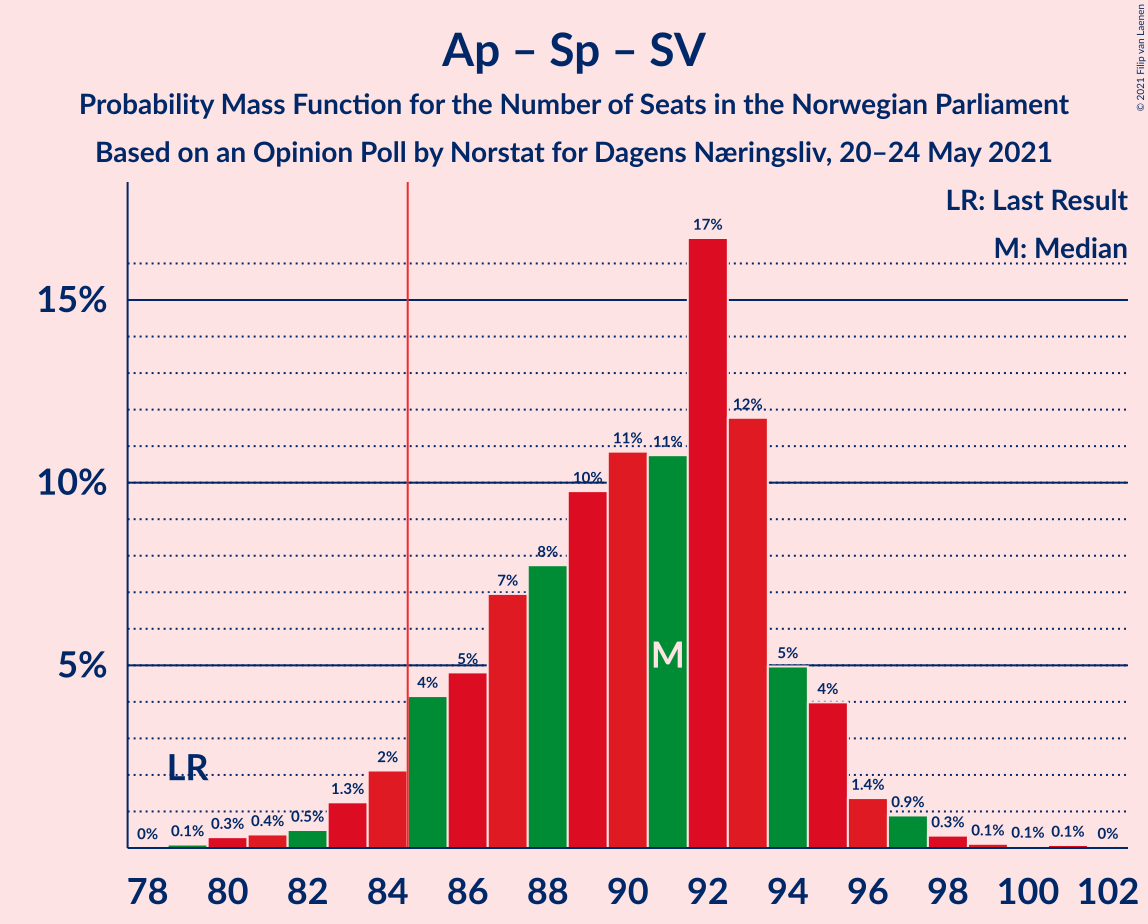 Ap – Sp – SV
Probability Mass Function for the Number of Seats in the Norwegian Parliament
Based on an Opinion Poll by Norstat for Dagens Næringsliv, 20–24 May 2021
© 2021 Filip van Laenen
LR: Last Result
M: Median
15%
10%
5%
LR
M
0% 0.1% 0.3% 0.4% 0.5% 1.3% 2% 4% 5% 7% 8% 10% 11% 11% 17% 12% 5% 4% 1.4% 0.9% 0.3% 0.1% 0.1% 0.1% 0%
78 80 82 84 86 88 90 92 94 96 98 100 102